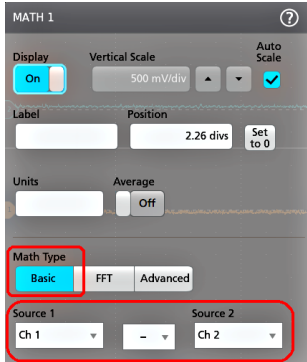 MATH 1 ?
Auto
Display Vertical Scale Scale
On 500 mV/div
Label Position
2.26 divs Set
to 0
Units Average
Off
Math Type
Basic FFT Advanced
Source 1 Source 2
Ch 1 - Ch 2